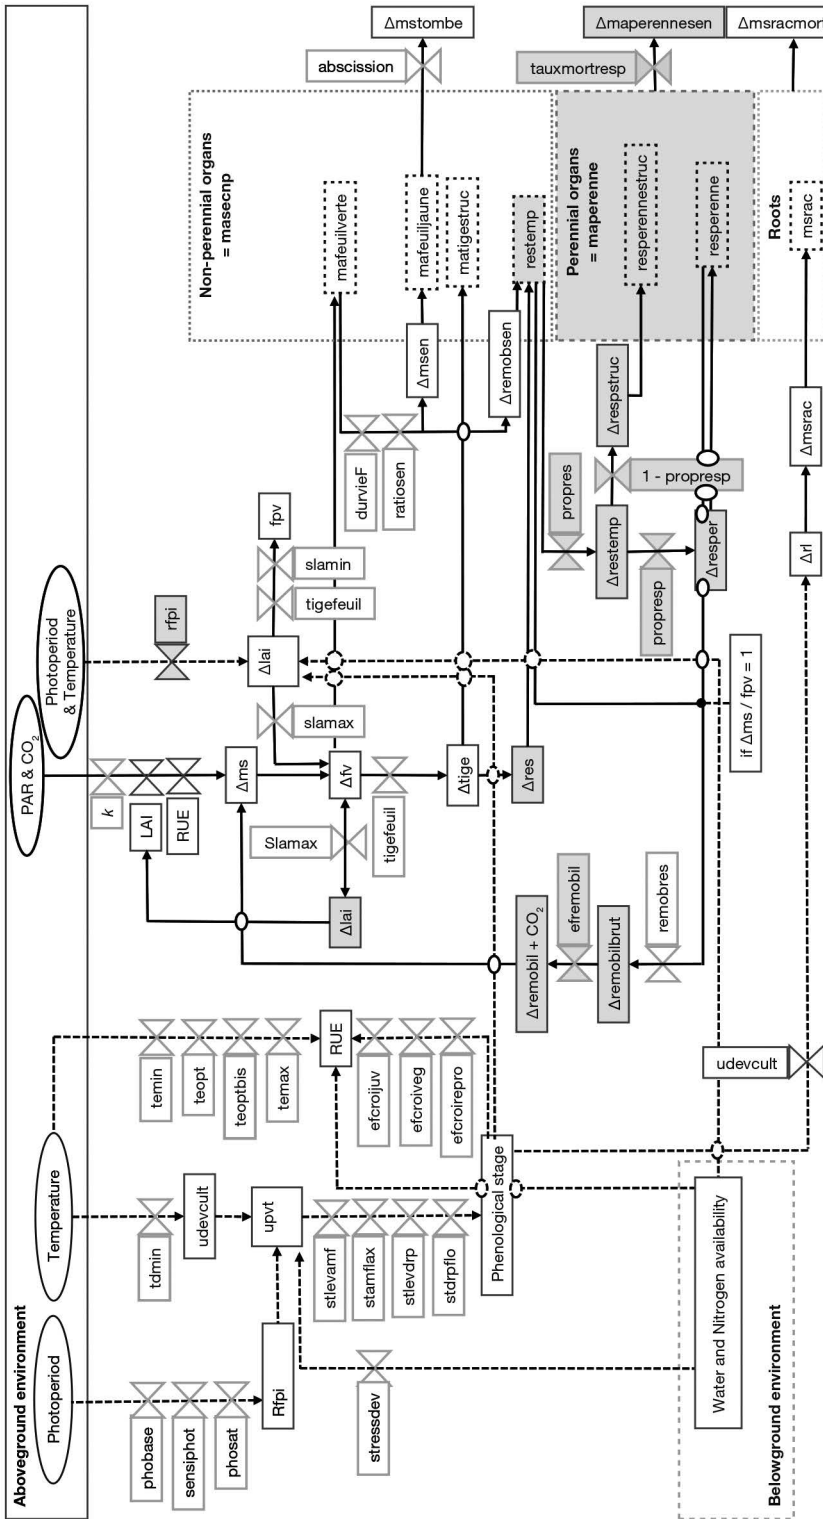 Aboveground environment
Photoperiod
Temperature
PAR & CO2
Photoperiod
& Temperature
phobase
sensiphot
phosat
Rfpi
stressdev
tdmin
udevcult
upvt
stlevamf
stamflax
stlevdrp
stdrpflo
Phenological stage
temin
teopt
teoptbis
temax
RUE
efcroijuv
efcroiveg
efcroirepro
Water and Nitrogen availability
Belowground environment
udevcult
k
LAI
RUE
Δms
Slamax
Δlai
Δfv
tigefeuil
Δtige
Δres
Δremobil + CO2
efremobil
Δremobilbrut
remobres
if Δms / fpv = 1
rfpi
Δlai
slamax
tigefeuil
slamin
fpv
durvieF
ratiosen
Δmsen
Δremobsen
propres
Δrestemp
propresp
1 - propresp
Δrespstruc
Δresper
Δrl
Δmsrac
Non-perennial organs
= masecnp
mafeuilverte
mafeuiljaune
matigestruc
restemp
Perennial organs
= maperenne
resperennestruc
resperenne
Roots
msrac
abscission
Δmstombe
tauxmortresp
Δmaperennesen
Δmsracmort